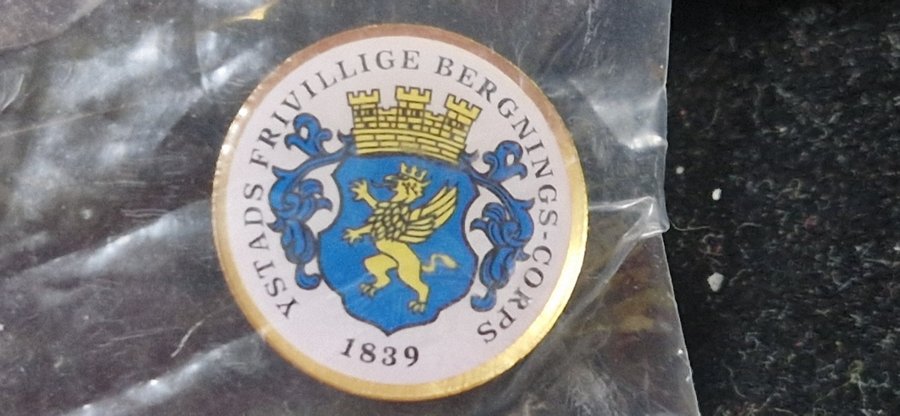 YSTADS FRIVILLIGE BERGNINGS-CORPS
1839